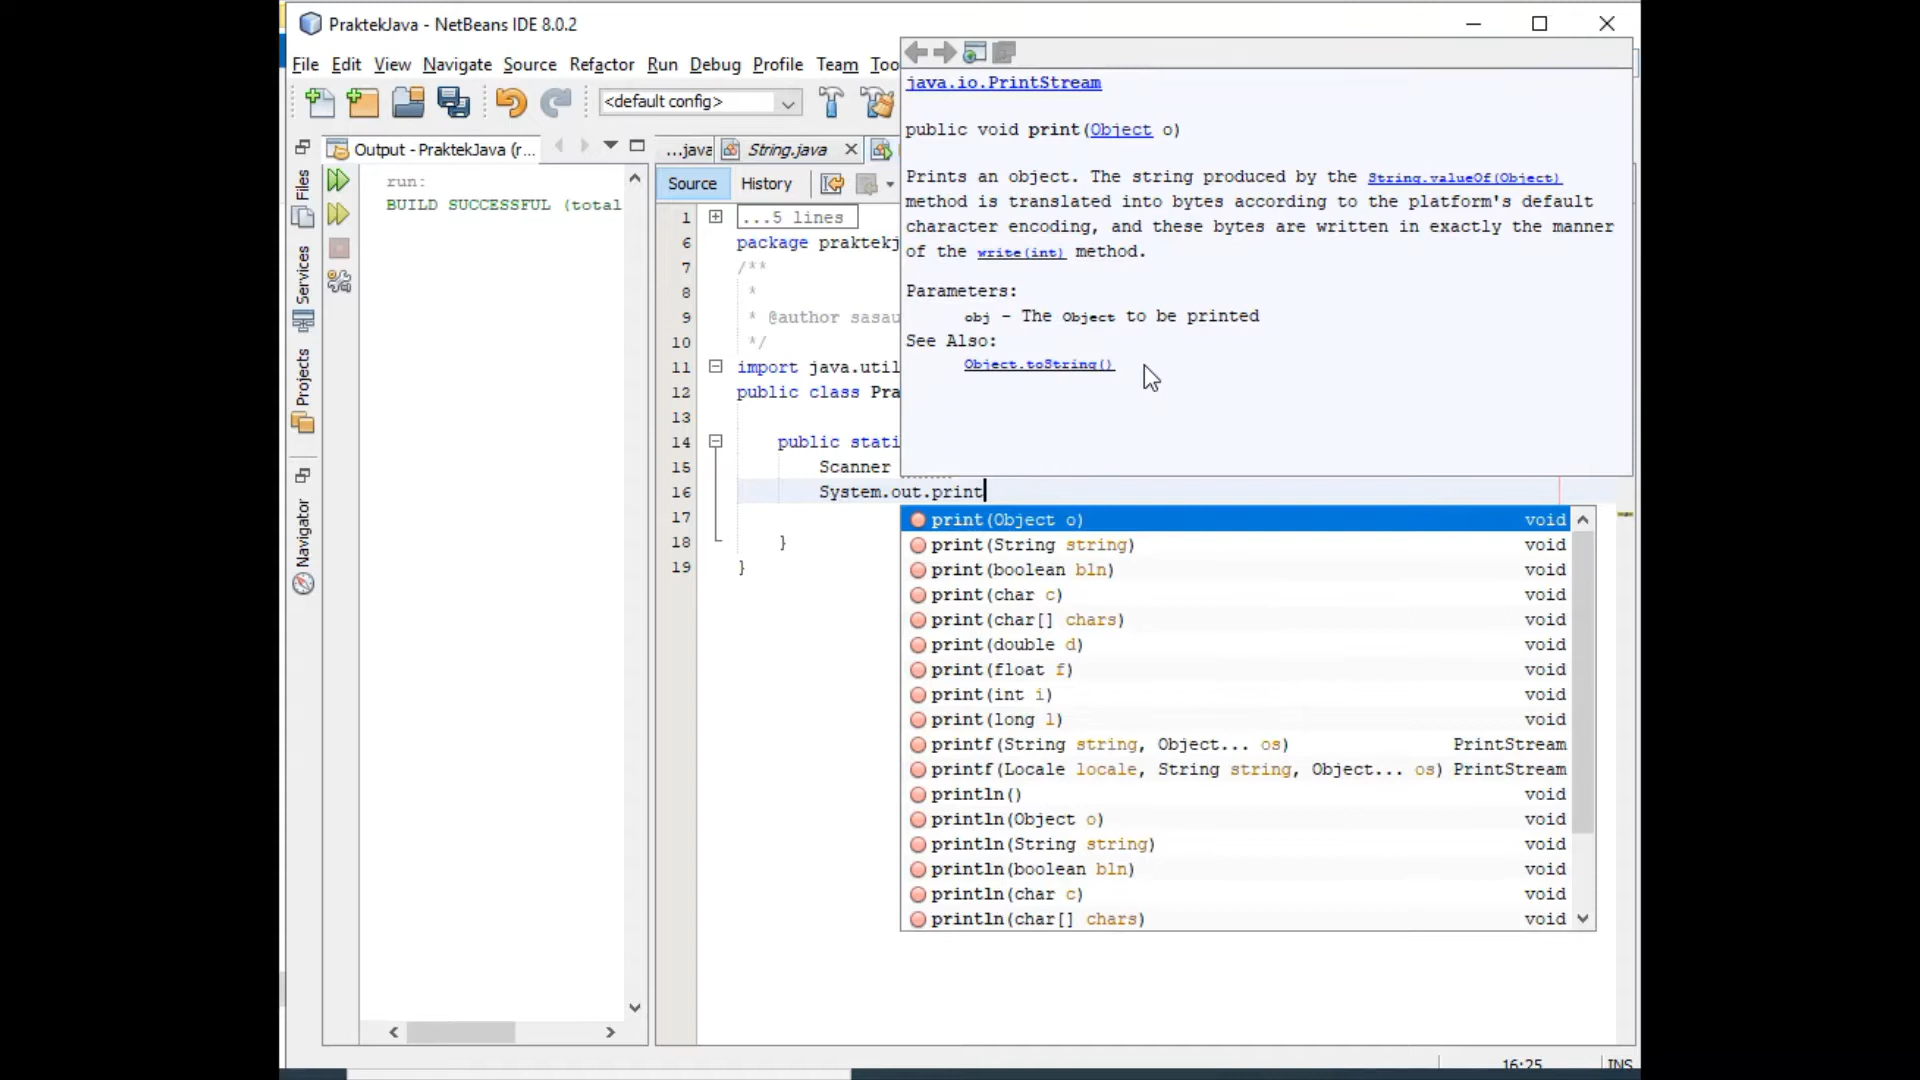 PraktekJava - NetBeans IDE 8.0.2
File Edit View Navigate Source Refactor Run Debug Profile Team Too
<default config>
Output - PraktekJava (r...
run:
BUILD SUCCESSFUL (total
Files
Services
Projects
Navigator
...java String.java
Source History
1 ...5 lines
6 package praktekj
7 /**
8 *
9 * @author sasau
10 */
11 import java.util
12 public class Pra
13
14 public stati
15 Scanner
16 System.out.print
17
18 }
19 }
java.io.PrintStream
public void print(Object o)
Prints an object. The string produced by the String.valueOf(Object)
method is translated into bytes according to the platform's default
character encoding, and these bytes are written in exactly the manner
of the write(int) method.
Parameters:
obj - The Object to be printed
See Also:
Object.toString()
print(Object o) void
print(String string) void
print(boolean bln) void
print(char c) void
print(char[] chars) void
print(double d) void
print(float f) void
print(int i) void
print(long l) void
printf(String string, Object... os) PrintStream
printf(Locale locale, String string, Object... os) PrintStream
println() void
println(Object o) void
println(String string) void
println(boolean bln) void
println(char c) void
println(char[] chars) void
16:25 INS